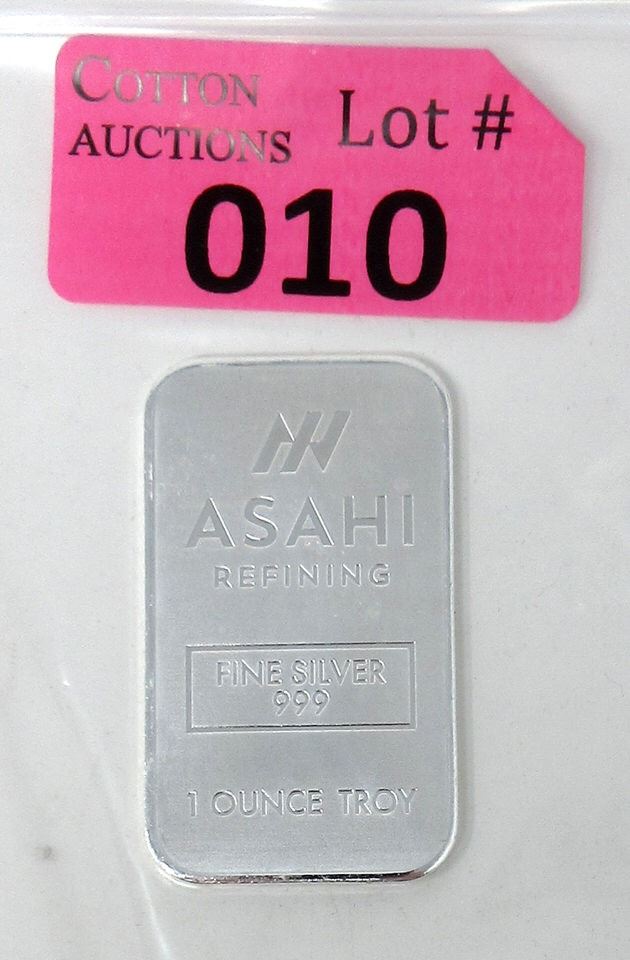 COTTON
AUCTIONS
Lot #
010
ASAHI
REFINING
FINE SILVER
999
1 OUNCE TROY